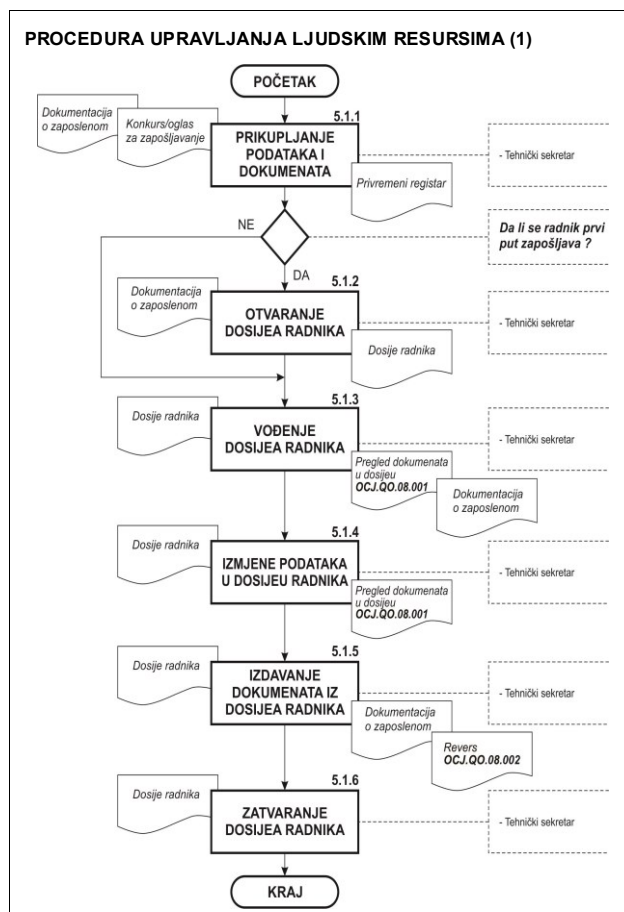 PROCEDURA UPRAVLJANJA LJUDSKIM RESURSIMA (1)
POČETAK
Dokumentacija
o zaposlenom
Konkurs/oglas
za zapošljavanje
5.1.1
PRIKUPLJANJE
PODATAKA I
DOKUMENATA
Privremeni registar
- Tehnički sekretar
NE
Da li se radnik prvi
put zapošljava ?
DA
Dokumentacija
o zaposlenom
5.1.2
OTVARANJE
DOSIJEA RADNIKA
Dosije radnika
- Tehnički sekretar
Dosije radnika
5.1.3
VOĐENJE
DOSIJEA RADNIKA
Pregled dokumenata
u dosijeu
OCJ.QO.08.001
Dokumentacija
o zaposlenom
- Tehnički sekretar
Dosije radnika
5.1.4
IZMJENE PODATAKA
U DOSIJEU RADNIKA
Pregled dokumenata
u dosijeu
OCJ.QO.08.001
- Tehnički sekretar
Dosije radnika
5.1.5
IZDAVANJE
DOKUMENATA IZ
DOSIJEA RADNIKA
Dokumentacija
o zaposlenom
Revers
OCJ.QO.08.002
- Tehnički sekretar
Dosije radnika
5.1.6
ZATVARANJE
DOSIJEA RADNIKA
- Tehnički sekretar
KRAJ